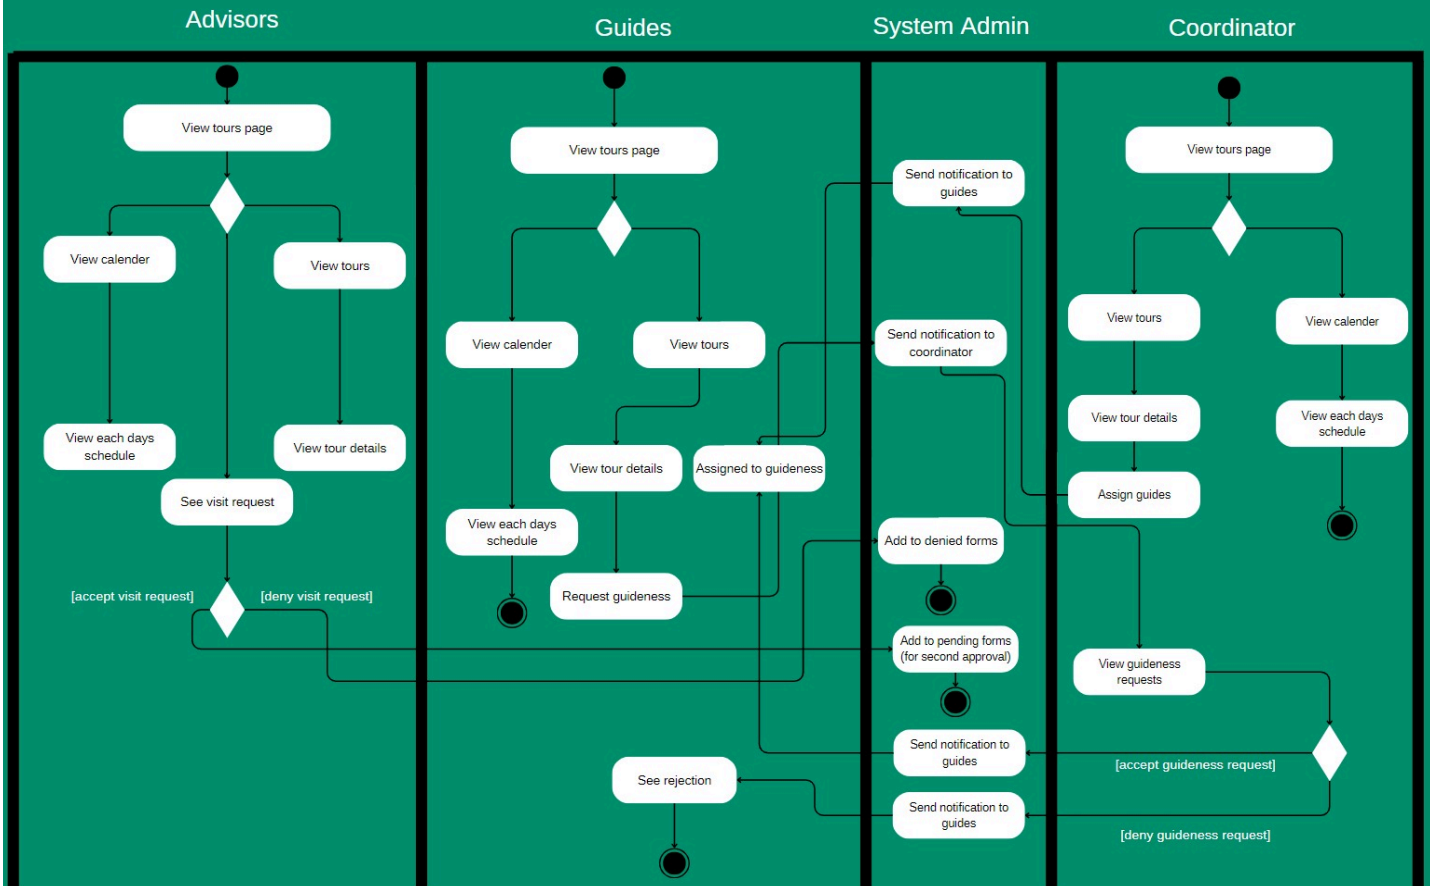 Advisors
Guides
System Admin
Coordinator
View tours page
View calender
View tours
View each days
schedule
View tour details
See visit request
[accept visit request]
[deny visit request]
View tours page
View calender
View tours
View tour details
Assigned to guideness
View each days
schedule
Request guideness
See rejection
Send notification to
guides
Send notification to
coordinator
Add to denied forms
Add to pending forms
(for second approval)
Send notification to
guides
Send notification to
guides
View tours page
View tours
View calender
View tour details
View each days
schedule
Assign guides
View guideness
requests
[accept guideness request]
[deny guideness request]